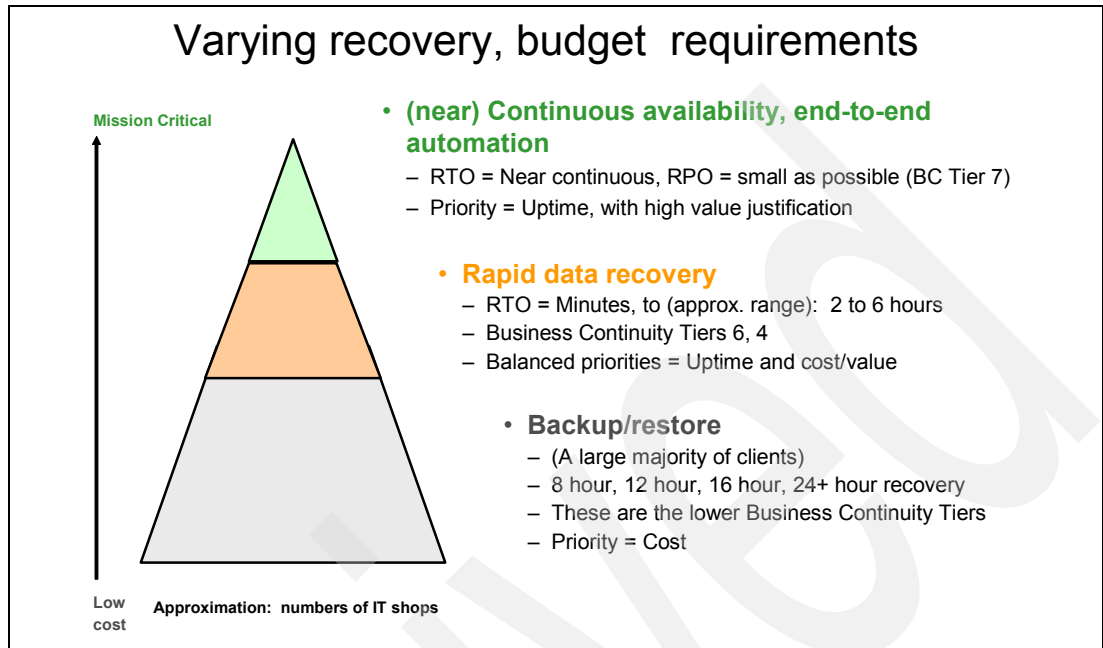 Varying recovery, budget requirements
Mission Critical
• (near) Continuous availability, end-to-end
automation
– RTO = Near continuous, RPO = small as possible (BC Tier 7)
– Priority = Uptime, with high value justification
• Rapid data recovery
– RTO = Minutes, to (approx. range): 2 to 6 hours
– Business Continuity Tiers 6, 4
– Balanced priorities = Uptime and cost/value
• Backup/restore
– (A large majority of clients)
– 8 hour, 12 hour, 16 hour, 24+ hour recovery
– These are the lower Business Continuity Tiers
– Priority = Cost
Low
cost
Approximation: numbers of IT shops